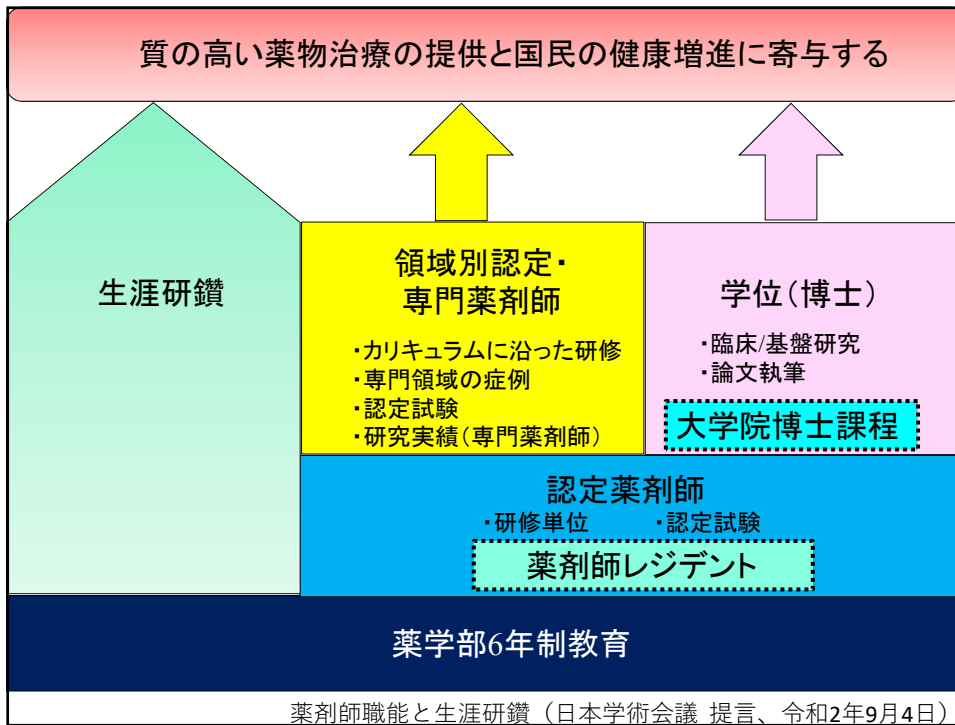 質の高い薬物治療の提供と国民の健康増進に寄与する
生涯研鑽
領域別認定・
専門薬剤師
・カリキュラムに沿った研修
・専門領域の症例
・認定試験
・研究実績（専門薬剤師）
学位（博士）
・臨床/基盤研究
・論文執筆
大学院博士課程
認定薬剤師
・研修単位 ・認定試験
薬剤師レジデント
薬学部6年制教育
薬剤師職能と生涯研鑽（日本学術会議 提言、令和2年9月4日）